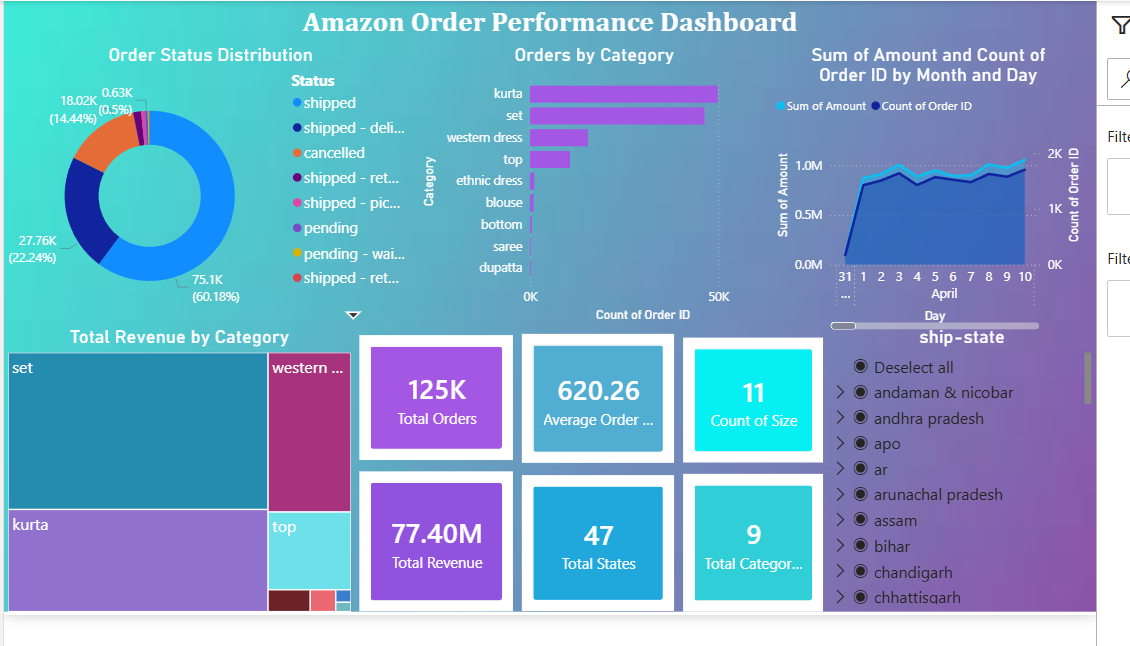 Amazon Order Performance Dashboard
Order Status Distribution
0.63K
(0.5%)
18.02K
(14.44%)
27.76K
(22.24%)
75.1K
(60.18%)
Status
shipped
shipped - deli...
cancelled
shipped - ret...
shipped - pic...
pending
pending - wai...
shipped - ret...
Orders by Category
Category
kurta
set
western dress
top
ethnic dress
blouse
bottom
saree
dupatta
0K 50K
Count of Order ID
Sum of Amount and Count of
Order ID by Month and Day
Sum of Amount Count of Order ID
Sum of Amount
1.0M
0.5M
0.0M
2K
1K
0K
Count of Order ID
31 1 2 3 4 5 6 7 8 9 10
... April
Day
Total Revenue by Category
set
western ...
kurta
top
125K
Total Orders
620.26
Average Order ...
11
Count of Size
77.40M
Total Revenue
47
Total States
9
Total Categor...
ship-state
Deselect all
andaman & nicobar
andhra pradesh
apo
ar
arunachal pradesh
assam
bihar
chandigarh
chhattisgarh
Filte
Filte